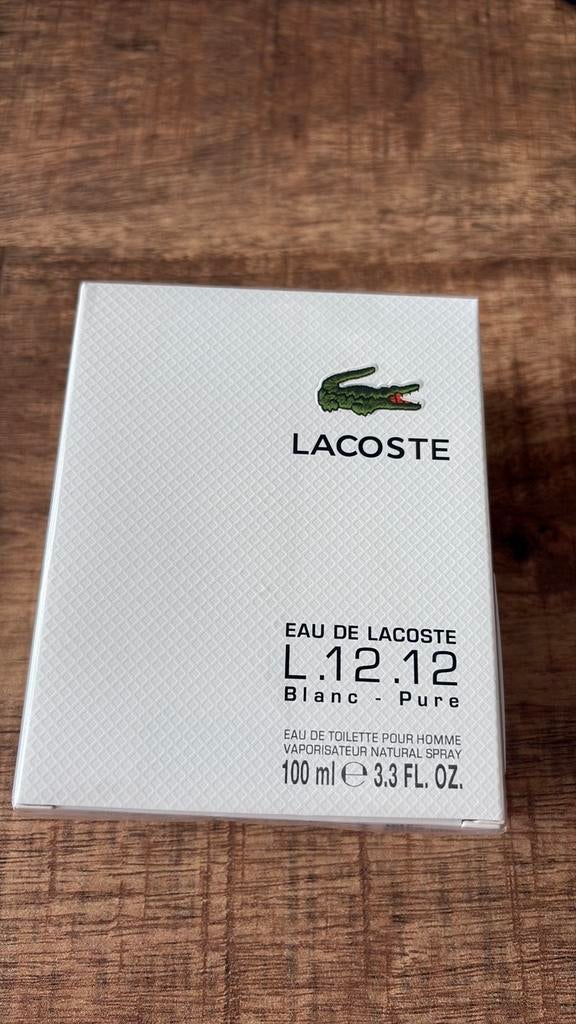 LACOSTE
EAU DE LACOSTE
L.12.12
Blanc - Pure
EAU DE TOILETTE POUR HOMME
VAPORISATEUR NATURAL SPRAY
100 ml ℮ 3.3 FL. OZ.